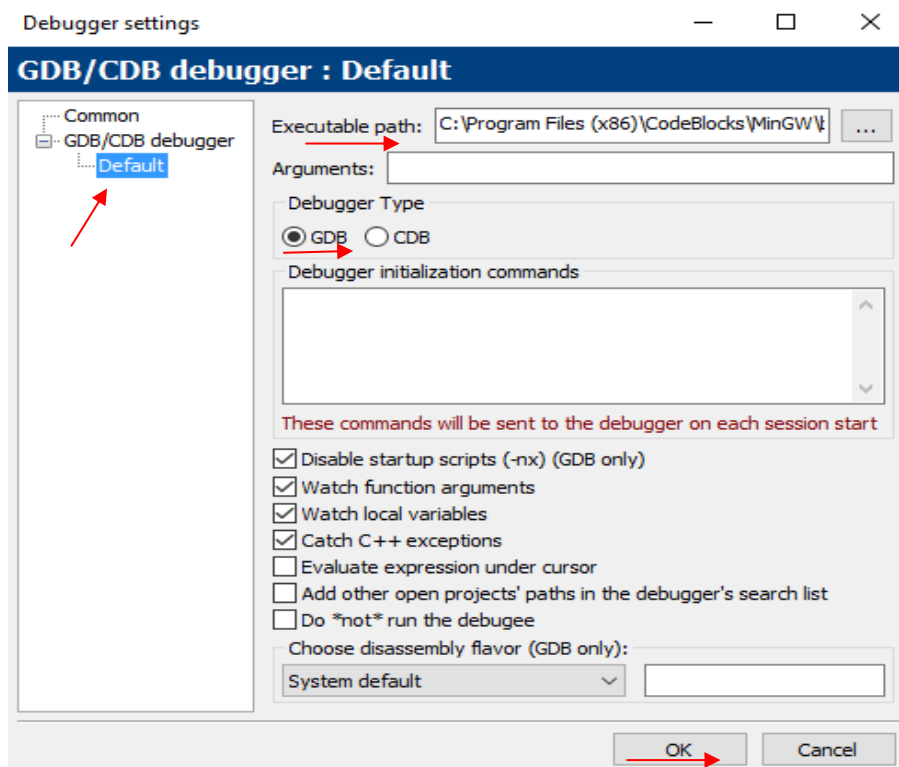 Debugger settings
GDB/CDB debugger : Default
Common
GDB/CDB debugger
Default
Executable path: C:\Program Files (x86)\CodeBlocks\MinGW\ ...
Arguments:
Debugger Type
GDB CDB
Debugger initialization commands
These commands will be sent to the debugger on each session start
Disable startup scripts (-nx) (GDB only)
Watch function arguments
Watch local variables
Catch C++ exceptions
Evaluate expression under cursor
Add other open projects' paths in the debugger's search list
Do *not* run the debugee
Choose disassembly flavor (GDB only):
System default
OK Cancel